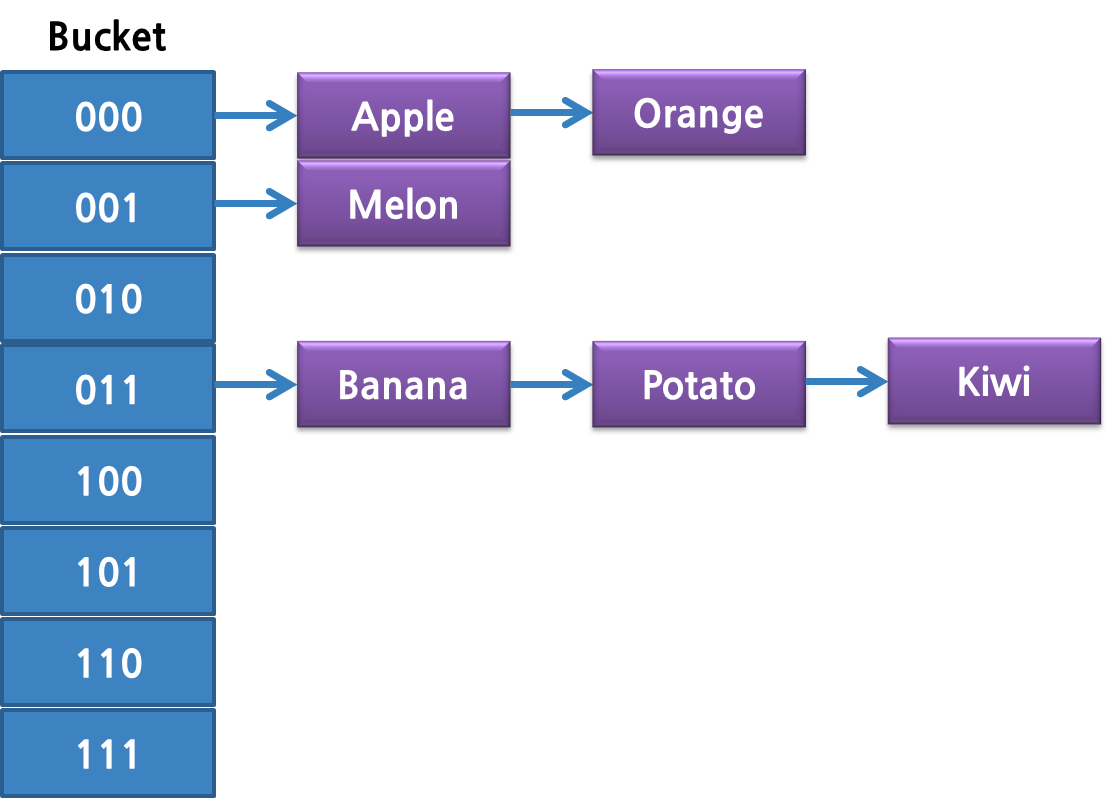 Bucket
000
Apple
Orange
001
Melon
010
011
Banana
Potato
Kiwi
100
101
110
111